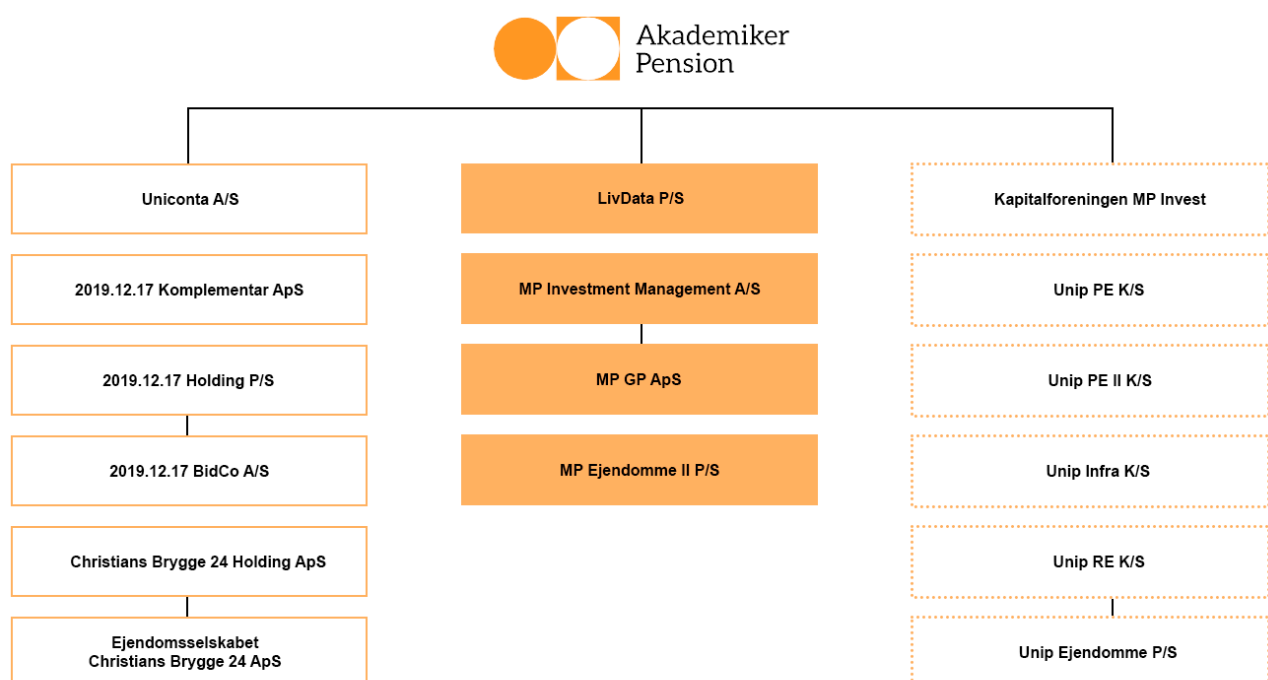 Akademiker
Pension
Uniconta A/S
2019.12.17 Komplementar ApS
2019.12.17 Holding P/S
2019.12.17 BidCo A/S
Christians Brygge 24 Holding ApS
Ejendomsselskabet
Christians Brygge 24 ApS
LivData P/S
MP Investment Management A/S
MP GP ApS
MP Ejendomme II P/S
Kapitalforeningen MP Invest
Unip PE K/S
Unip PE II K/S
Unip Infra K/S
Unip RE K/S
Unip Ejendomme P/S